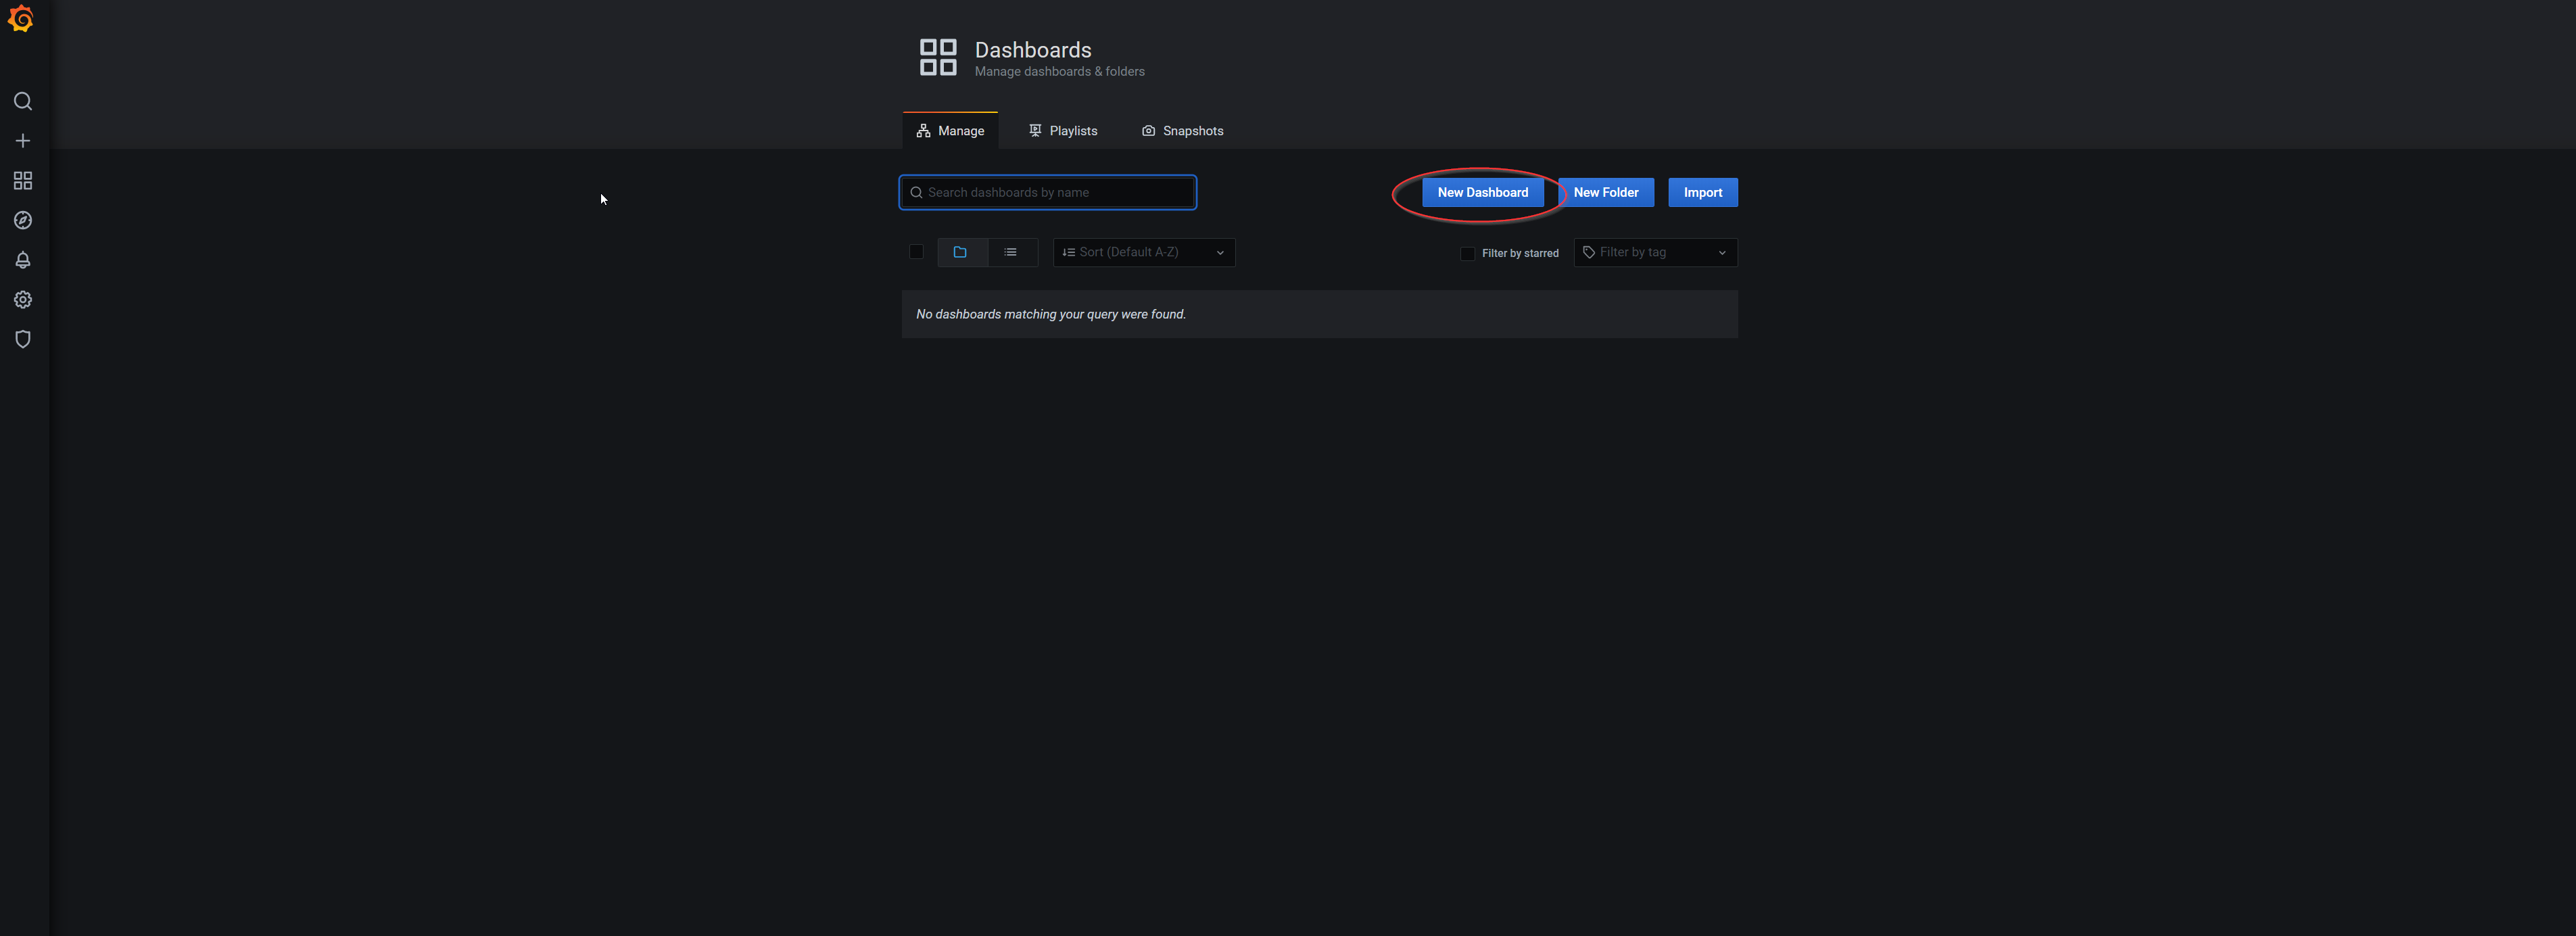 Dashboards
Manage dashboards & folders
Manage Playlists Snapshots
Search dashboards by name New Dashboard New Folder Import
Sort (Default A-Z) Filter by starred Filter by tag
No dashboards matching your query were found.